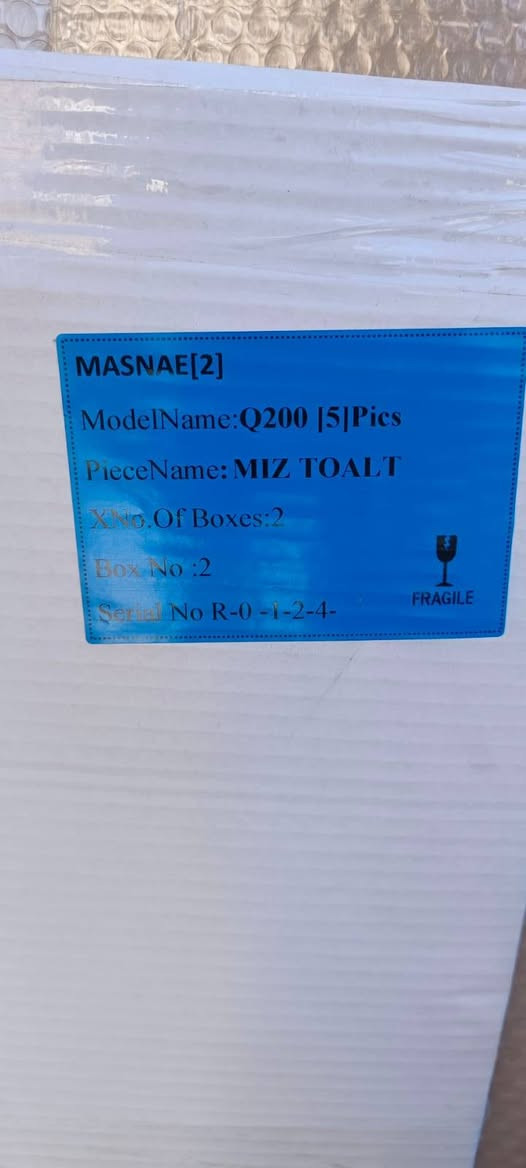 MASNAE[2]
ModelName:Q200 [5]Pics
PieceName: MIZ TOALT
XNo.Of Boxes:2
Box No :2
Serial No R-0 -1-2-4-
FRAGILE